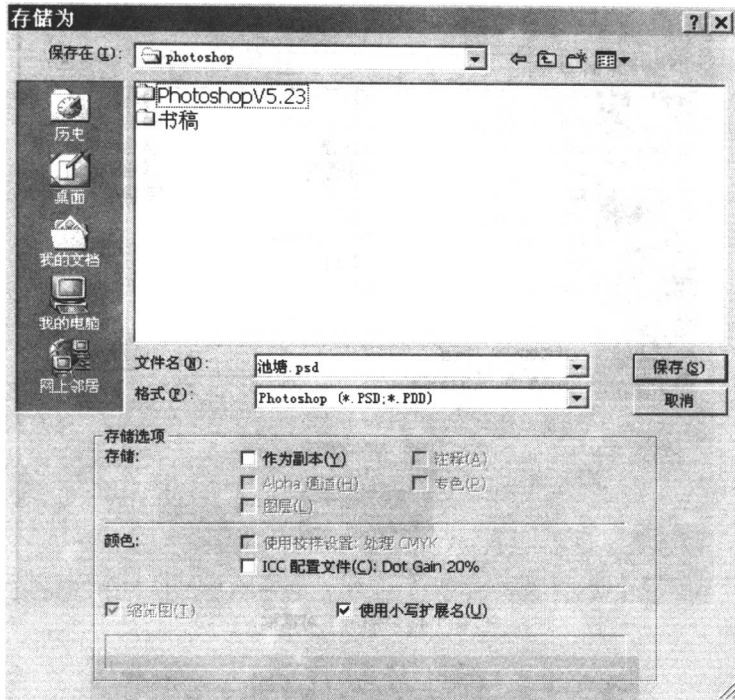 存储为
保存在(I):
photoshop
PhotoshopV5.23
书稿
历史
桌面
我的文档
我的电脑
网上邻居
文件名(N):
池塘.psd
保存(S)
格式(F):
Photoshop (*.PSD;*.PDD)
取消
存储选项
存储:
作为副本(Y)
注释(A)
Alpha 通道(H)
专色(P)
图层(L)
颜色:
使用校样设置: 处理 CMYK
ICC 配置文件(C): Dot Gain 20%
缩览图(T)
使用小写扩展名(U)